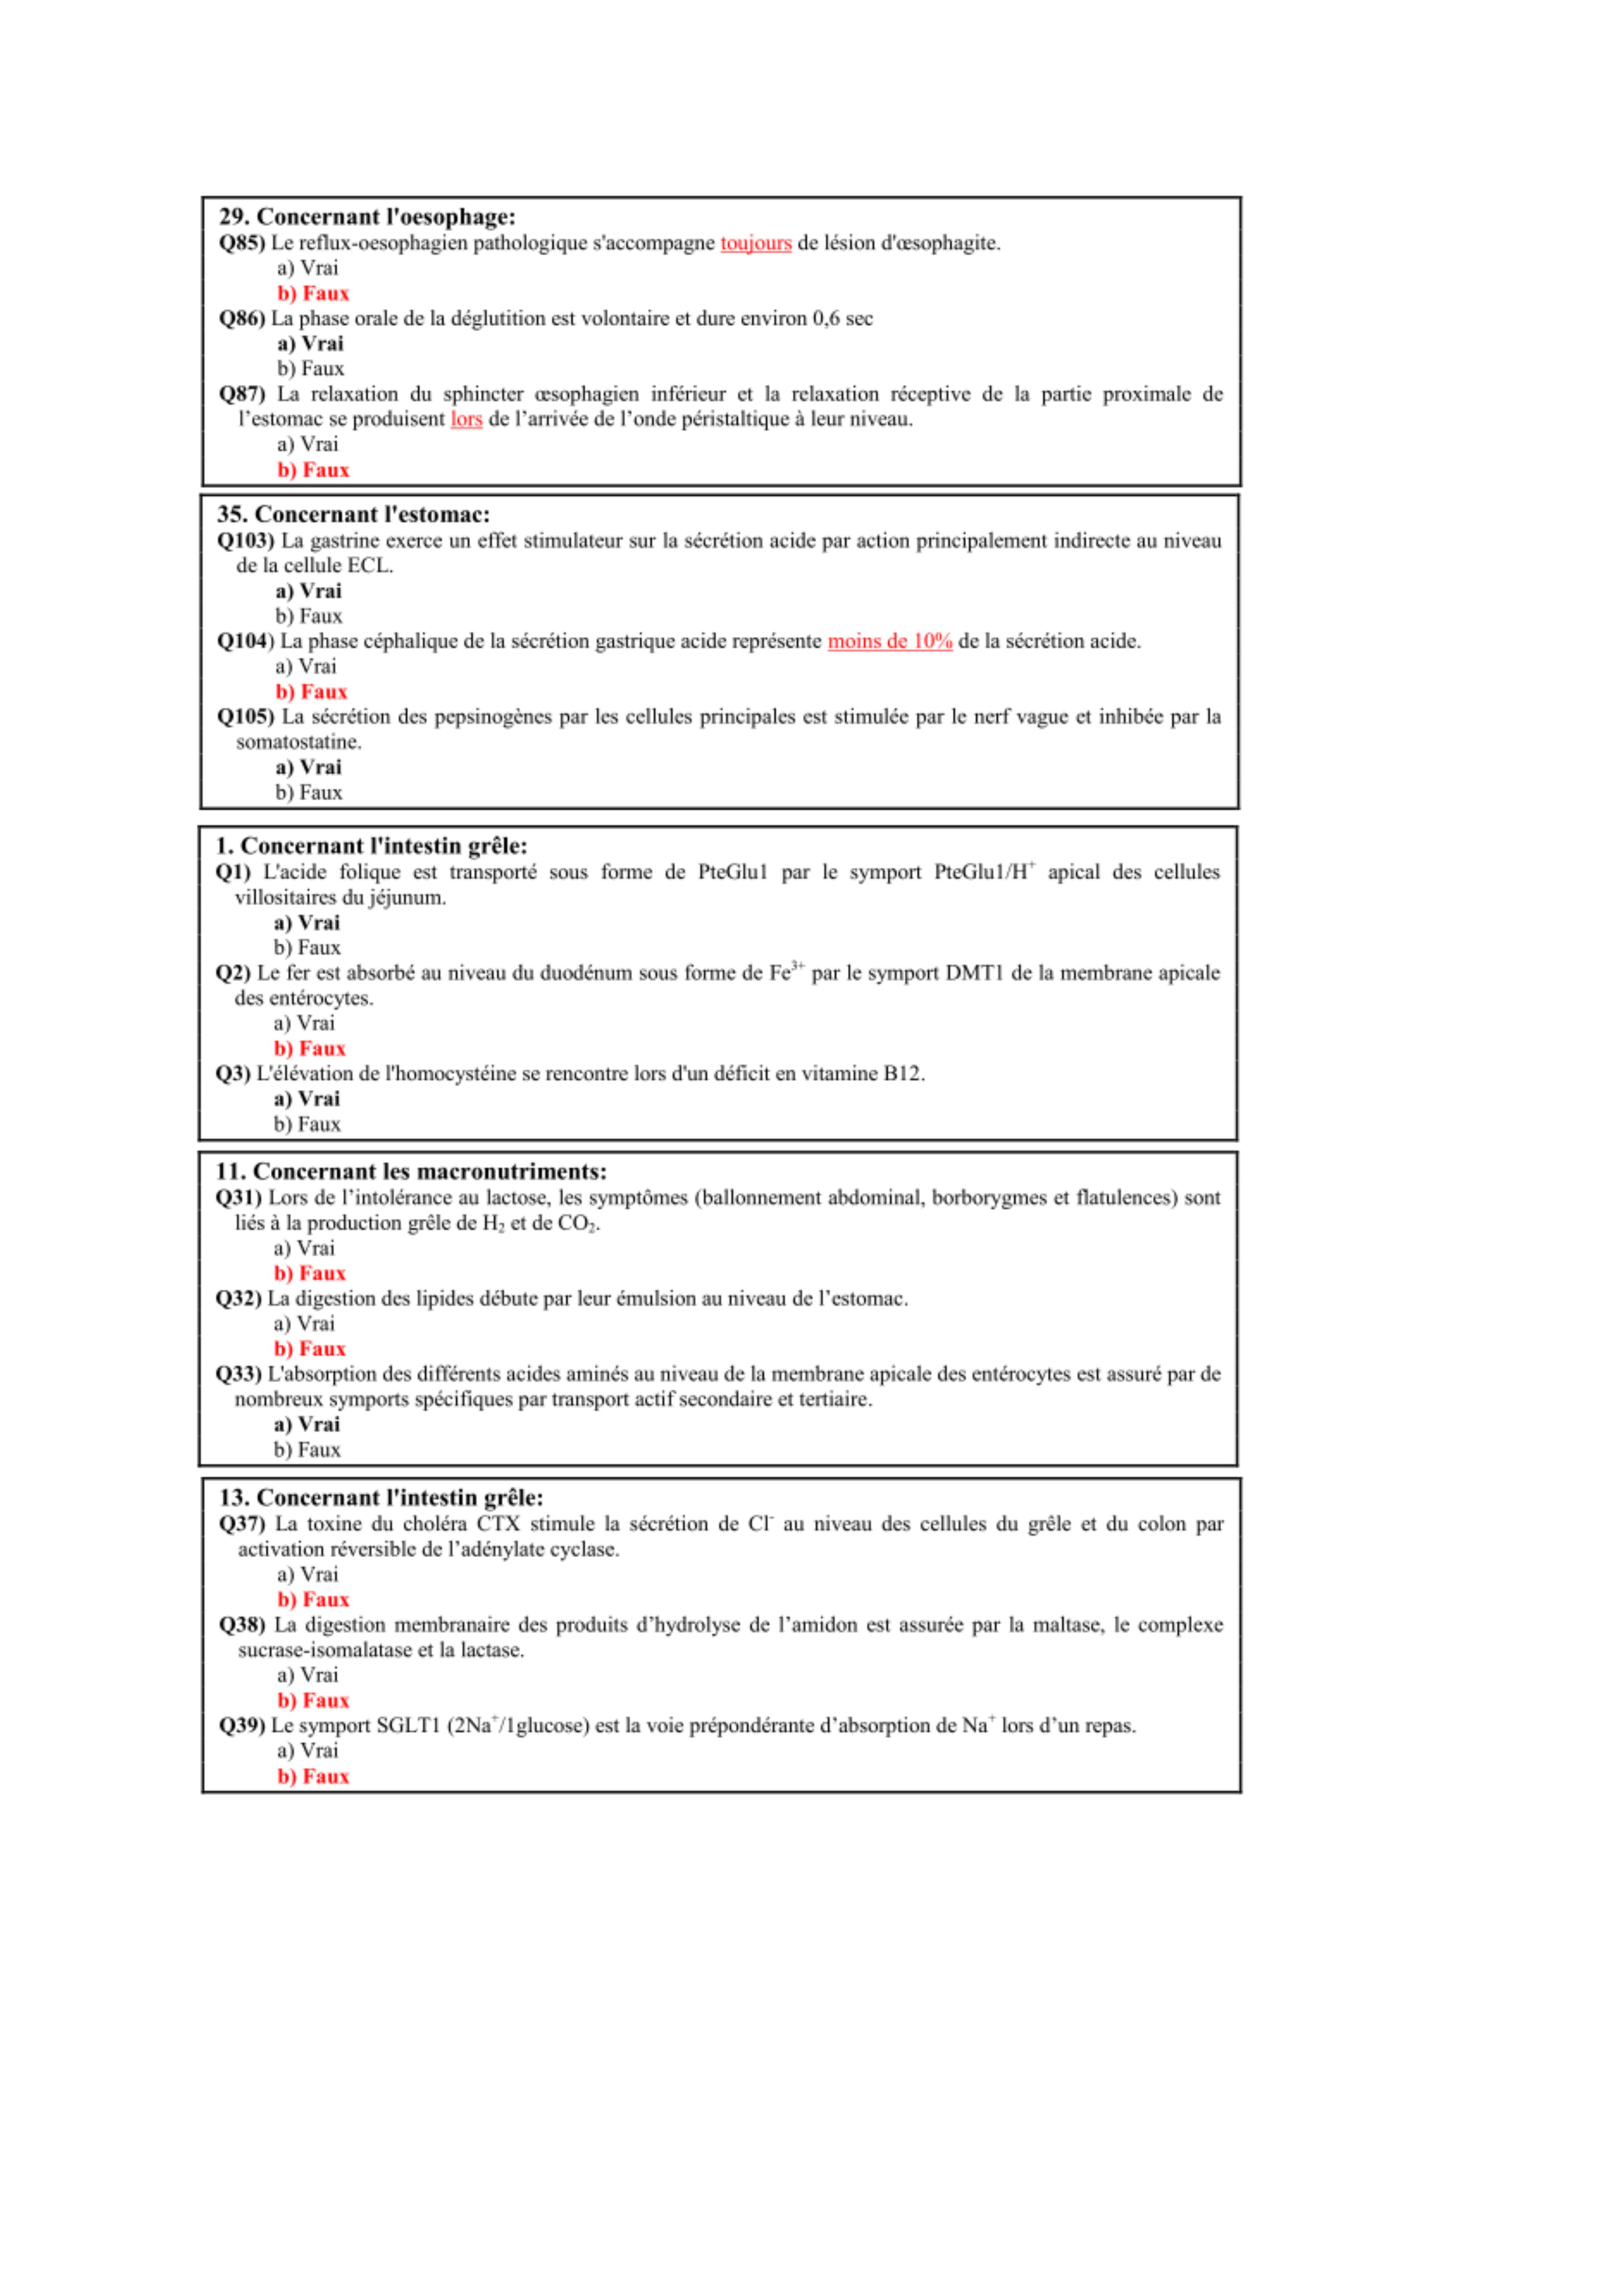 29. Concernant l'oesophage:
Q85) Le reflux-oesophagien pathologique s'accompagne toujours de lésion d'œsophagite.
a) Vrai
b) Faux
Q86) La phase orale de la déglutition est volontaire et dure environ 0,6 sec
a) Vrai
b) Faux
Q87) La relaxation du sphincter œsophagien inférieur et la relaxation réceptive de la partie proximale de
l’estomac se produisent lors de l’arrivée de l’onde péristaltique à leur niveau.
a) Vrai
b) Faux
35. Concernant l'estomac:
Q103) La gastrine exerce un effet stimulateur sur la sécrétion acide par action principalement indirecte au niveau
de la cellule ECL.
a) Vrai
b) Faux
Q104) La phase céphalique de la sécrétion gastrique acide représente moins de 10% de la sécrétion acide.
a) Vrai
b) Faux
Q105) La sécrétion des pepsinogènes par les cellules principales est stimulée par le nerf vague et inhibée par la
somatostatine.
a) Vrai
b) Faux
1. Concernant l'intestin grêle:
Q1) L'acide folique est transporté sous forme de PteGlu1 par le symport PteGlu1/H⁺ apical des cellules
villositaires du jéjunum.
a) Vrai
b) Faux
Q2) Le fer est absorbé au niveau du duodénum sous forme de Fe³⁺ par le symport DMT1 de la membrane apicale
des entérocytes.
a) Vrai
b) Faux
Q3) L'élévation de l'homocystéine se rencontre lors d'un déficit en vitamine B12.
a) Vrai
b) Faux
11. Concernant les macronutriments:
Q31) Lors de l’intolérance au lactose, les symptômes (ballonnement abdominal, borborygmes et flatulences) sont
liés à la production grêle de H₂ et de CO₂.
a) Vrai
b) Faux
Q32) La digestion des lipides débute par leur émulsion au niveau de l’estomac.
a) Vrai
b) Faux
Q33) L'absorption des différents acides aminés au niveau de la membrane apicale des entérocytes est assuré par de
nombreux symports spécifiques par transport actif secondaire et tertiaire.
a) Vrai
b) Faux
13. Concernant l'intestin grêle:
Q37) La toxine du choléra CTX stimule la sécrétion de Cl⁻ au niveau des cellules du grêle et du colon par
activation réversible de l’adénylate cyclase.
a) Vrai
b) Faux
Q38) La digestion membranaire des produits d’hydrolyse de l’amidon est assurée par la maltase, le complexe
sucrase-isomalatase et la lactase.
a) Vrai
b) Faux
Q39) Le symport SGLT1 (2Na⁺/1glucose) est la voie prépondérante d’absorption de Na⁺ lors d’un repas.
a) Vrai
b) Faux